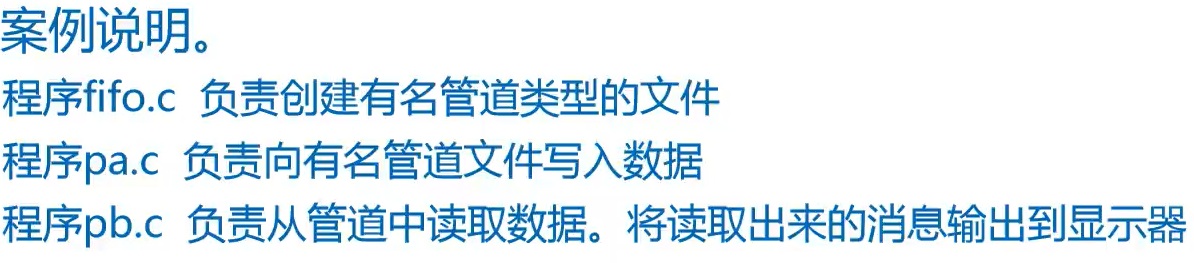 案例说明。
程序fifo.c 负责创建有名管道类型的文件
程序pa.c 负责向有名管道文件写入数据
程序pb.c 负责从管道中读取数据。将读取出来的消息输出到显示器